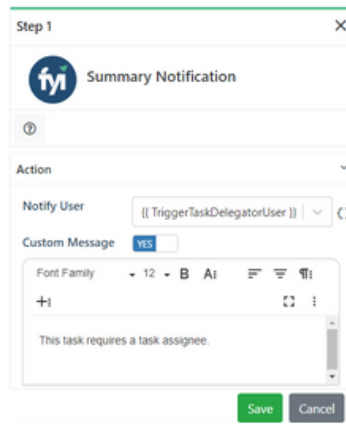 Step 1
fyi
Summary Notification
Action
Notify User
{{ TriggerTaskDelegatorUser }}
Custom Message
YES
Font Family
12
B
This task requires a task assignee.
Save
Cancel